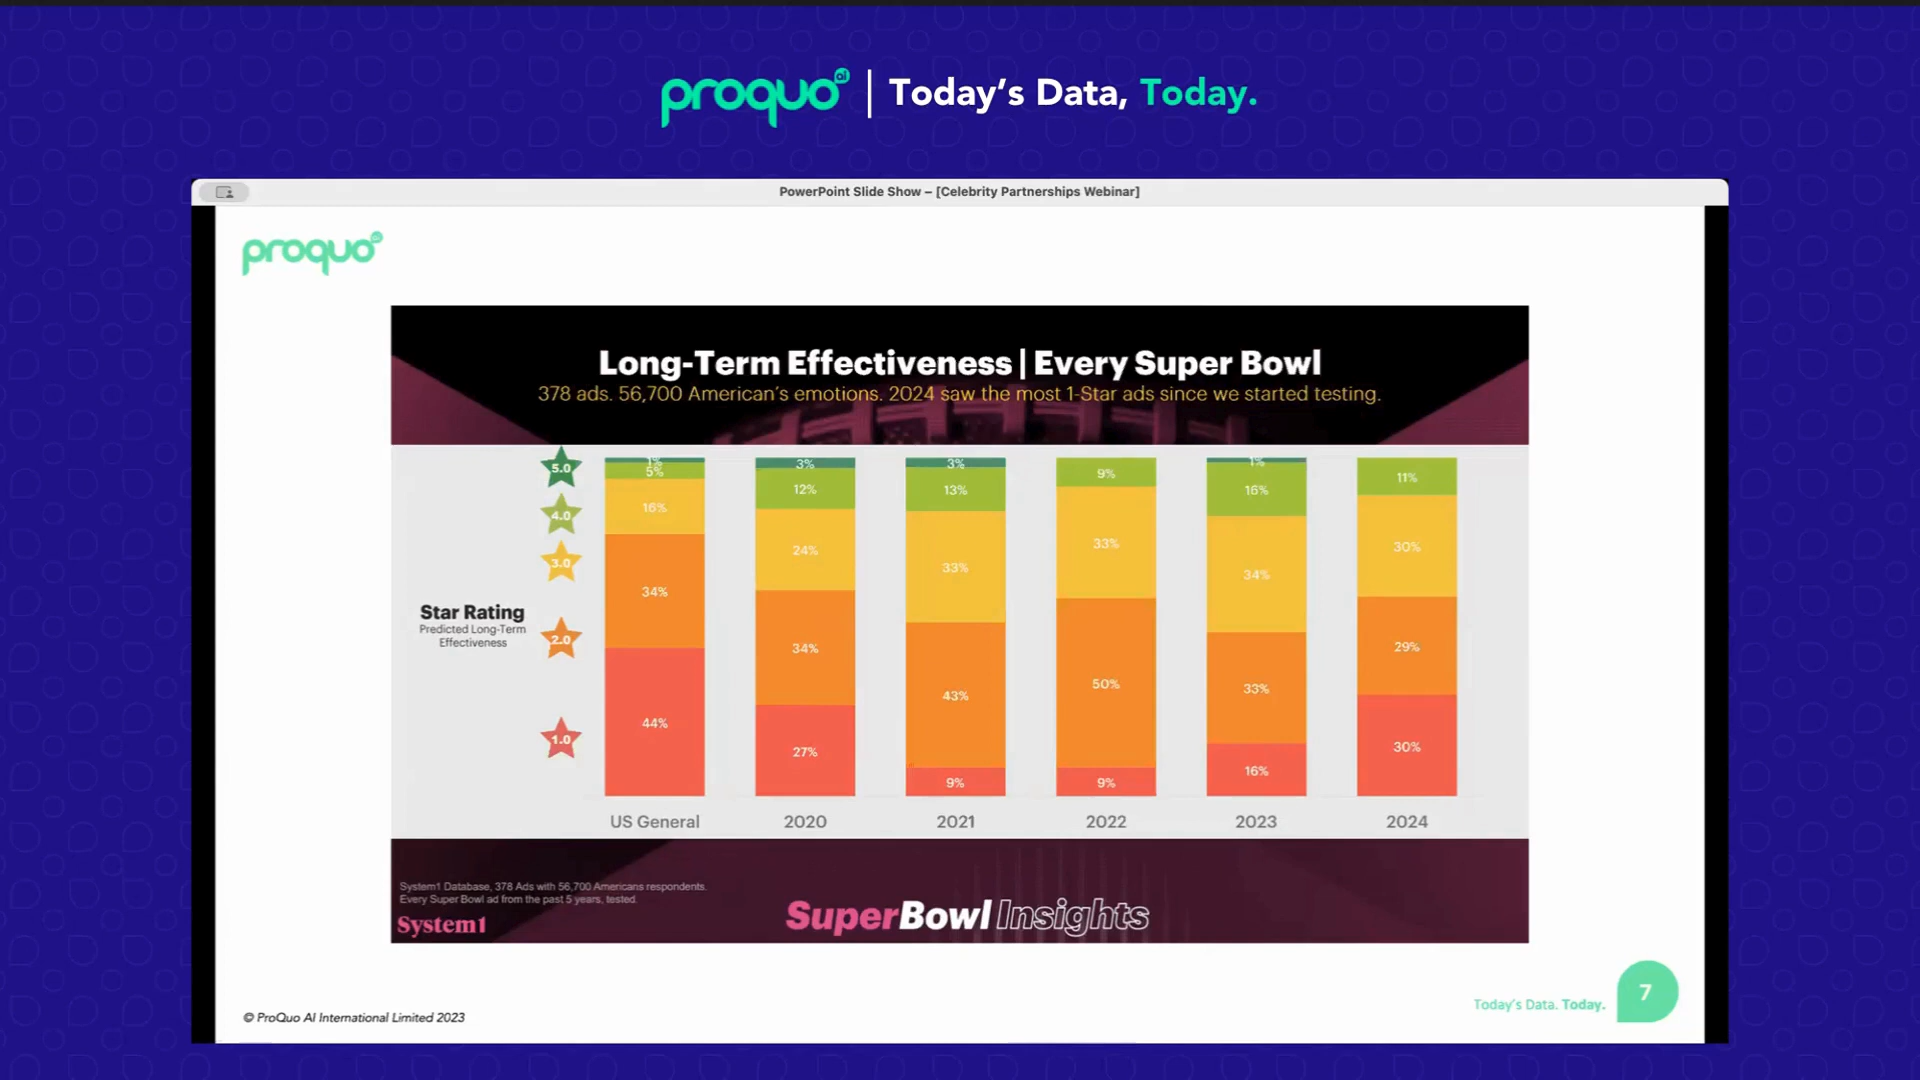 proquo ai | Today's Data, Today.
PowerPoint Slide Show – [Celebrity Partnerships Webinar]
proquo ai
Long-Term Effectiveness | Every Super Bowl
378 ads. 56,700 American's emotions. 2024 saw the most 1-Star ads since we started testing.
5.0
4.0
3.0
2.0
1.0
Star Rating
Predicted Long-Term
Effectiveness
1% 3% 3% 9% 1% 11%
5% 12% 13% 33% 16% 30%
16% 24% 33% 50% 34% 29%
34% 34% 43% 9% 33% 30%
44% 27% 9% 16%
US General 2020 2021 2022 2023 2024
System1 Database, 378 Ads with 56,700 Americans respondents.
Every Super Bowl ad from the past 5 years, tested.
System1
SuperBowl Insights
Today's Data. Today.
7
© ProQuo AI International Limited 2023